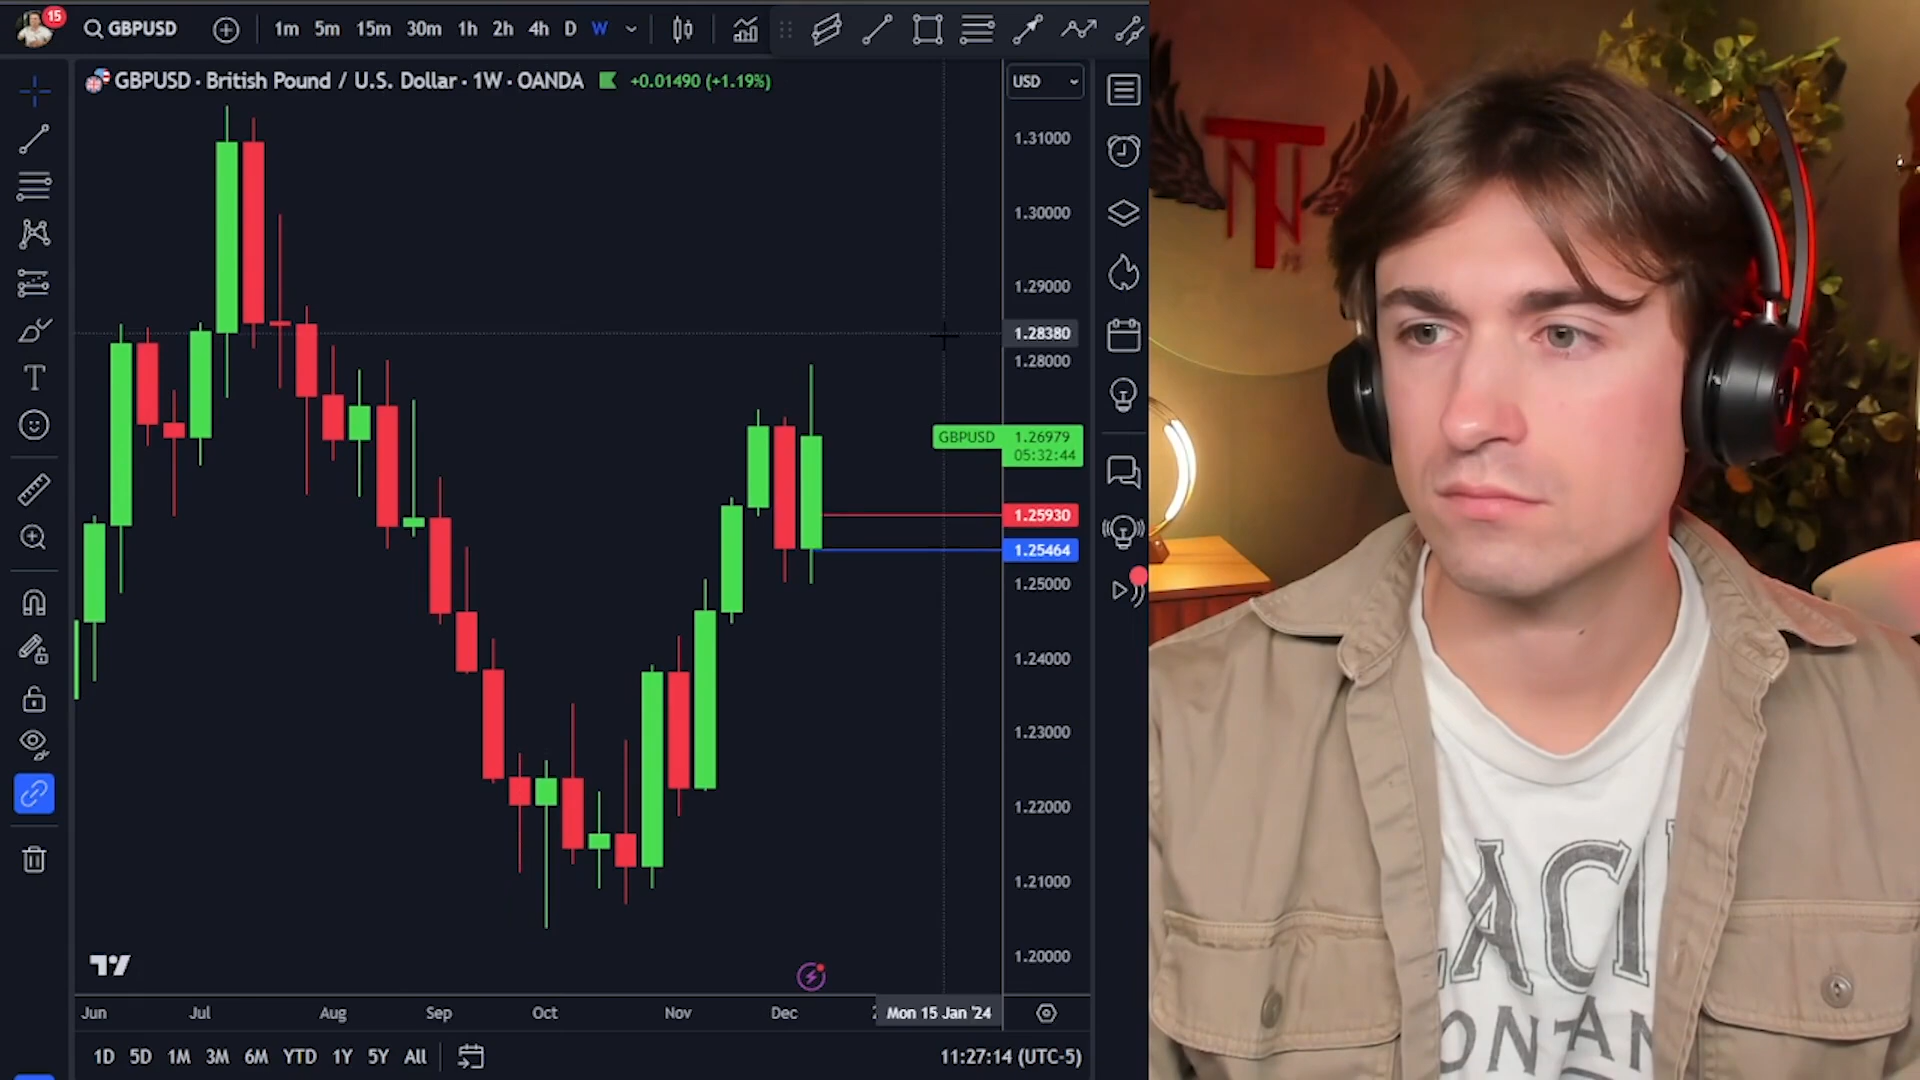 15
GBPUSD
1m 5m 15m 30m 1h 2h 4h D W
GBPUSD · British Pound / U.S. Dollar · 1W · OANDA +0.01490 (+1.19%)
USD
1.31000
1.30000
1.29000
1.28380
1.28000
GBPUSD 1.26979
05:32:44
1.25930
1.25464
1.25000
1.24000
1.23000
1.22000
1.21000
1.20000
Jun Jul Aug Sep Oct Nov Dec Mon 15 Jan '24
1D 5D 1M 3M 6M YTD 1Y 5Y All
11:27:14 (UTC-5)